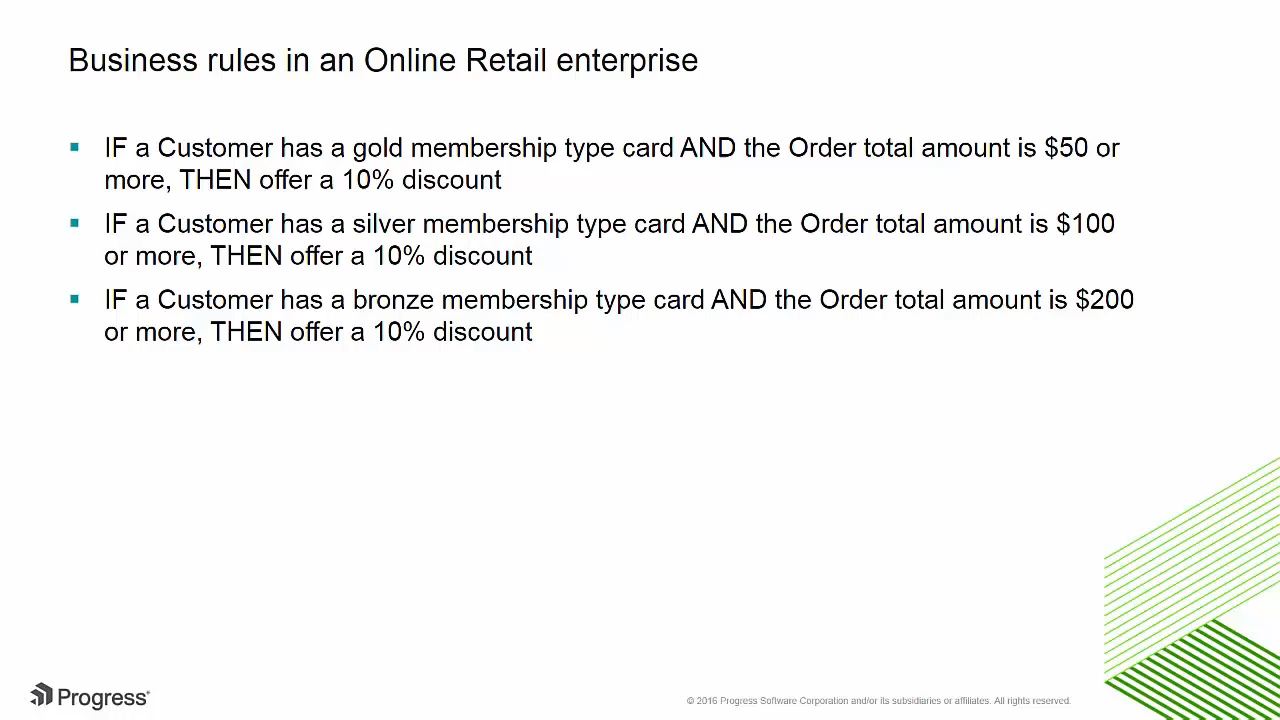 Business rules in an Online Retail enterprise
IF a Customer has a gold membership type card AND the Order total amount is $50 or
more, THEN offer a 10% discount
IF a Customer has a silver membership type card AND the Order total amount is $100
or more, THEN offer a 10% discount
IF a Customer has a bronze membership type card AND the Order total amount is $200
or more, THEN offer a 10% discount
Progress®
© 2016 Progress Software Corporation and/or its subsidiaries or affiliates. All rights reserved.